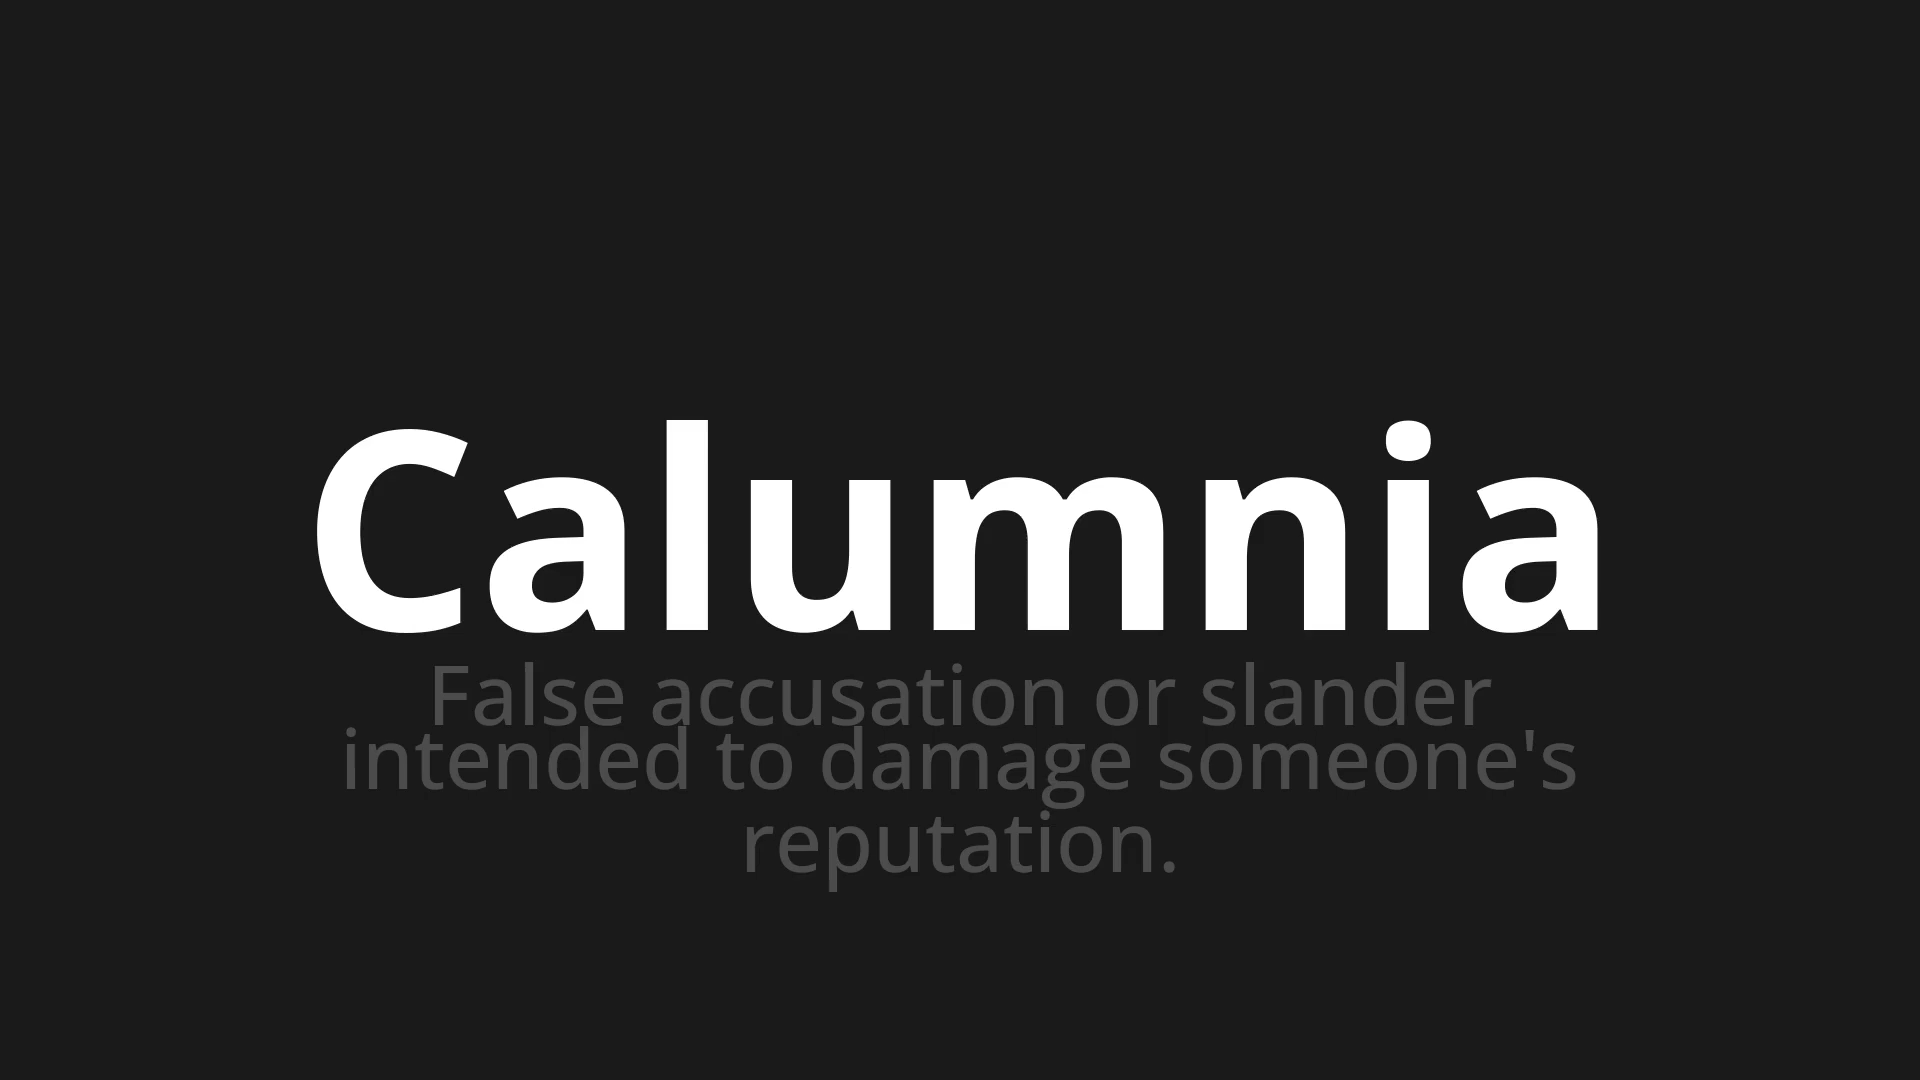 Calumnia
False accusation or slander
intended to damage someone's
reputation.